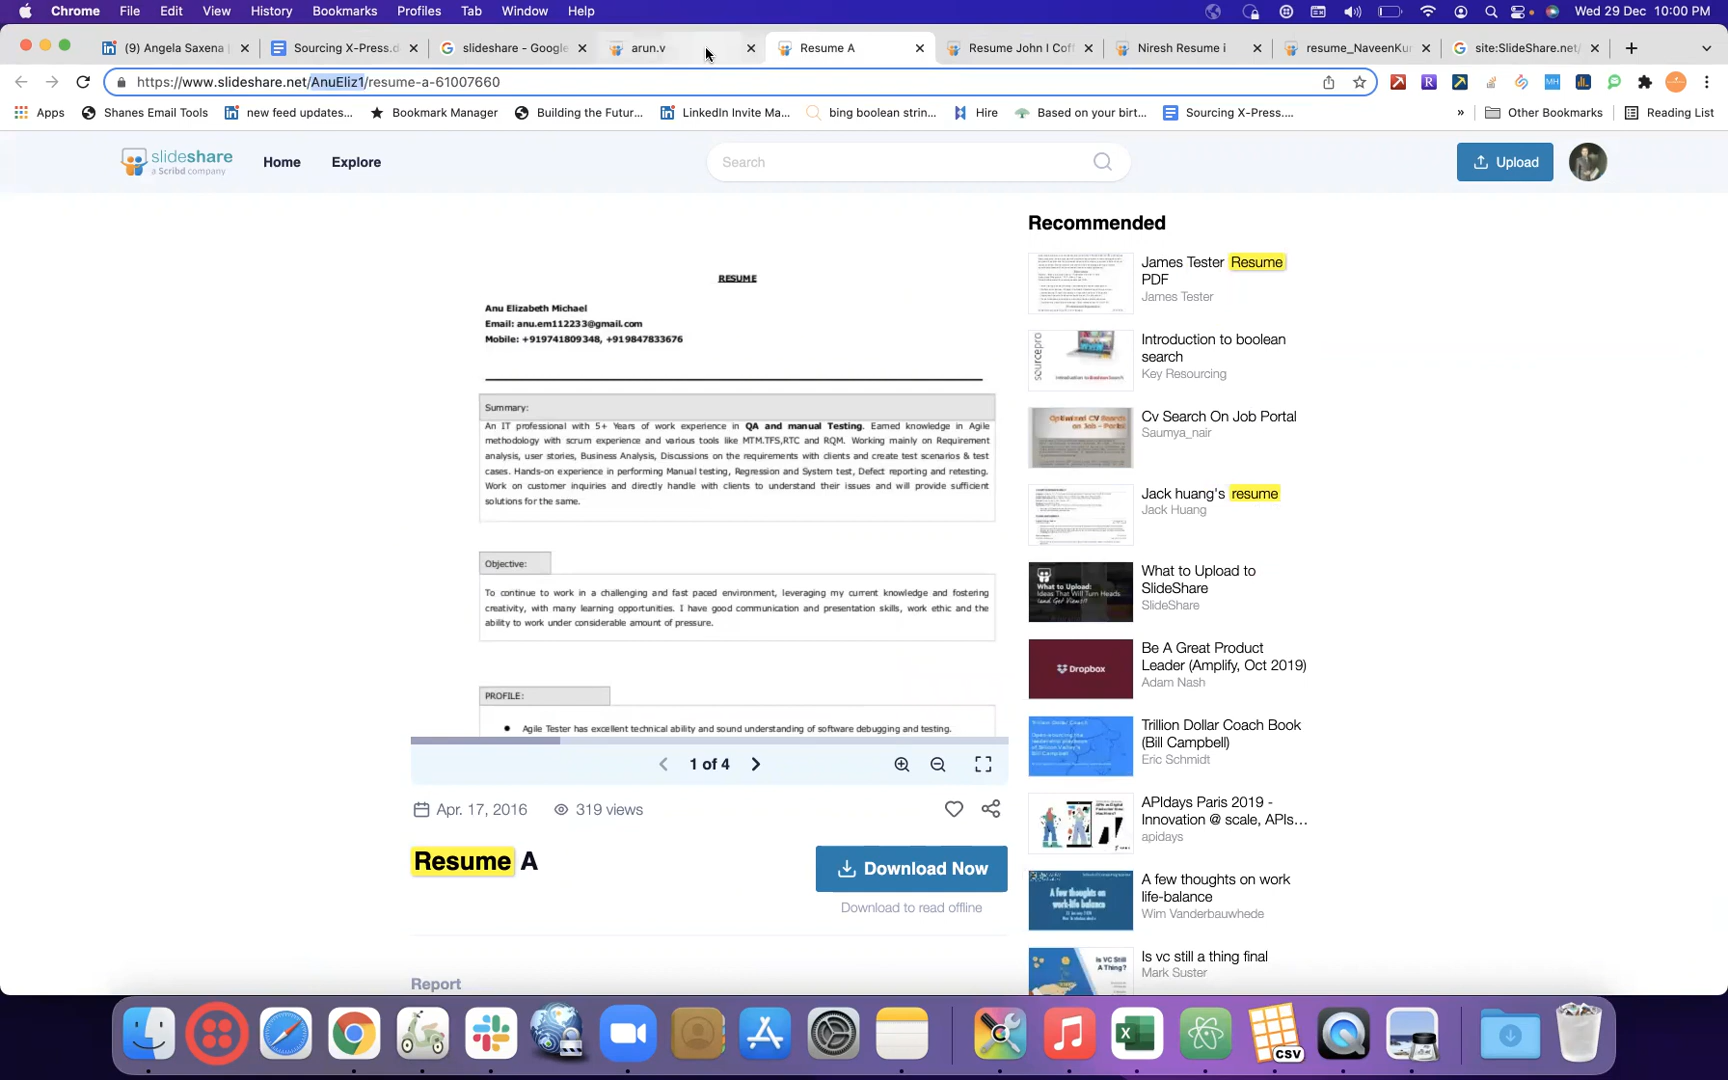 Chrome File Edit View History Bookmarks Profiles Tab Window Help Wed 29 Dec 10:00 PM
(9) Angela Saxena | Sourcing X-Press.d slideshare - Google arun.v Resume A Resume John I Coff Niresh Resume i resume_NaveenKur site:SlideShare.net/
https://www.slideshare.net/AnuEliz1/resume-a-61007660
Apps Shanes Email Tools new feed updates... Bookmark Manager Building the Futur... LinkedIn Invite Ma... bing boolean strin... Hire Based on your birt... Sourcing X-Press.... » Other Bookmarks Reading List
slideshare
a Scribd company
Home Explore Search Upload
Recommended
RESUME
Anu Elizabeth Michael
Email: anu.em112233@gmail.com
Mobile: +919741809348, +919847833676
Summary:
An IT professional with 5+ Years of work experience in QA and manual Testing. Earned knowledge in Agile
methodology with scrum experience and various tools like MTM.TFS,RTC and RQM. Working mainly on Requirement
analysis, user stories, Business Analysis, Discussions on the requirements with clients and create test scenarios & test
cases. Hands-on experience in performing Manual testing, Regression and System test, Defect reporting and retesting.
Work on customer inquiries and directly handle with clients to understand their issues and will provide sufficient
solutions for the same.
Objective:
To continue to work in a challenging and fast paced environment, leveraging my current knowledge and fostering
creativity, with many learning opportunities. I have good communication and presentation skills, work ethic and the
ability to work under considerable amount of pressure.
PROFILE:
● Agile Tester has excellent technical ability and sound understanding of software debugging and testing.
1 of 4
Apr. 17, 2016 319 views
Resume A
Download Now
Download to read offline
Report
James Tester Resume
PDF
James Tester
Introduction to boolean
search
Key Resourcing
Cv Search On Job Portal
Saumya_nair
Jack huang's resume
Jack Huang
What to Upload to
SlideShare
SlideShare
Be A Great Product
Leader (Amplify, Oct 2019)
Adam Nash
Trillion Dollar Coach Book
(Bill Campbell)
Eric Schmidt
APIdays Paris 2019 -
Innovation @ scale, APIs...
apidays
A few thoughts on work
life-balance
Wim Vanderbauwhede
Is vc still a thing final
Mark Suster
sourcepro
What to Upload:
Ideas That Will Turn Heads
Dropbox
CSV